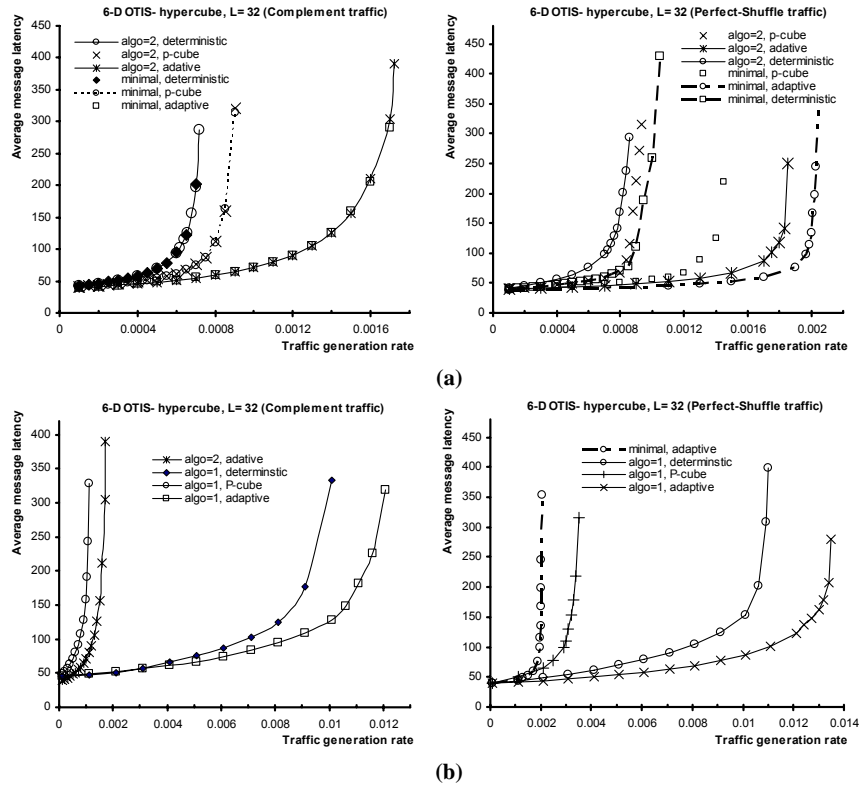 6-D OTIS- hypercube, L= 32 (Complement traffic)
Average message latency
450
400
350
300
250
200
150
100
50
0
0
0.0004
0.0008
0.0012
0.0016
Traffic generation rate
algo=2, deterministic
algo=2, p-cube
algo=2, adative
minimal, deterministic
minimal, p-cube
minimal, adaptive
6-D OTIS- hypercube, L= 32 (Perfect-Shuffle traffic)
Average message latency
450
400
350
300
250
200
150
100
50
0
0
0.0004
0.0008
0.0012
0.0016
0.002
Traffic generation rate
algo=2, p-cube
algo=2, adative
algo=2, deterministic
minimal, p-cube
minimal, adaptive
minimal, deterministic
(a)
6-D OTIS- hypercube, L= 32 (Complement traffic)
Average message latency
400
350
300
250
200
150
100
50
0
0
0.002
0.004
0.006
0.008
0.01
0.012
Traffic generation rate
algo=2, adative
algo=1, deterministic
algo=1, P-cube
algo=1, adaptive
6-D OTIS- hypercube, L= 32 (Perfect-Shuffle traffic)
Average message latency
450
400
350
300
250
200
150
100
50
0
0
0.002
0.004
0.006
0.008
0.01
0.012
0.014
Traffic generation rate
minimal, adaptive
algo=1, determinstic
algo=1, P-cube
algo=1, adaptive
(b)